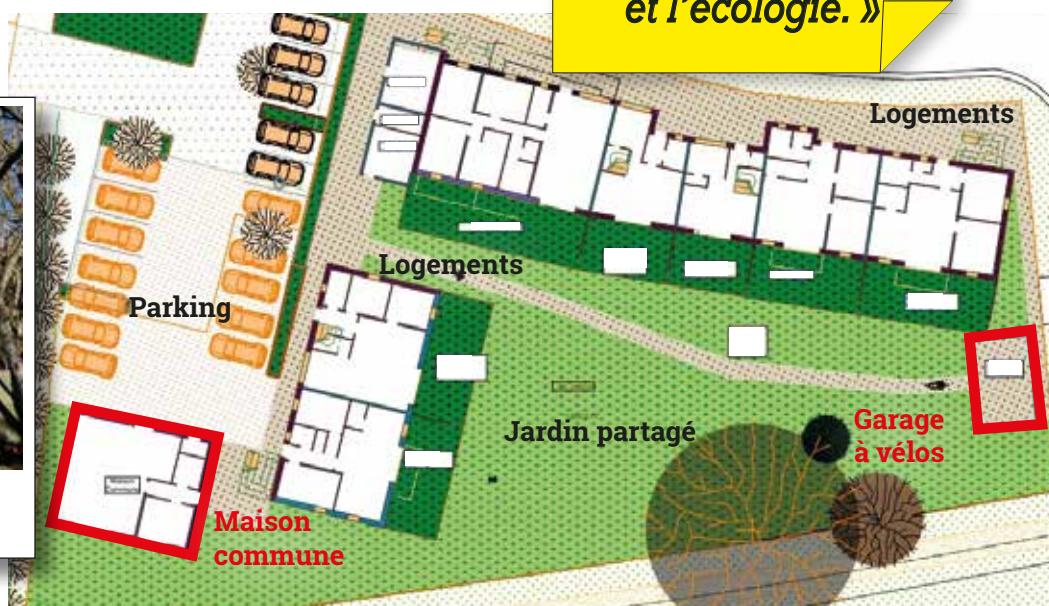 et l'écologie. »
Logements
Logements
Parking
Jardin partagé
Garage
à vélos
Maison
commune